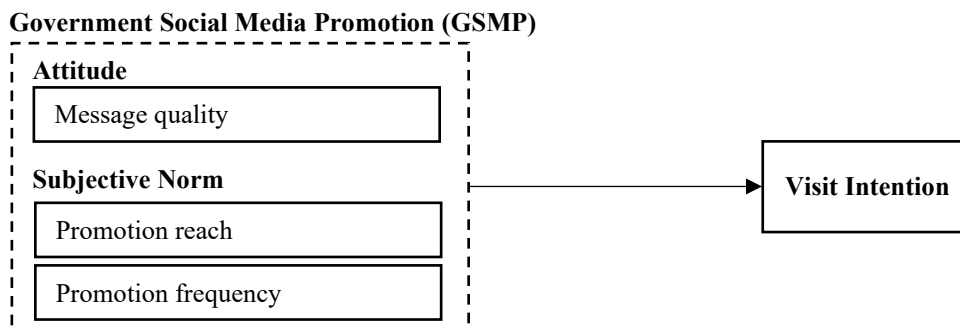 Government Social Media Promotion (GSMP)
Attitude
Message quality
Subjective Norm
Promotion reach
Promotion frequency
Visit Intention